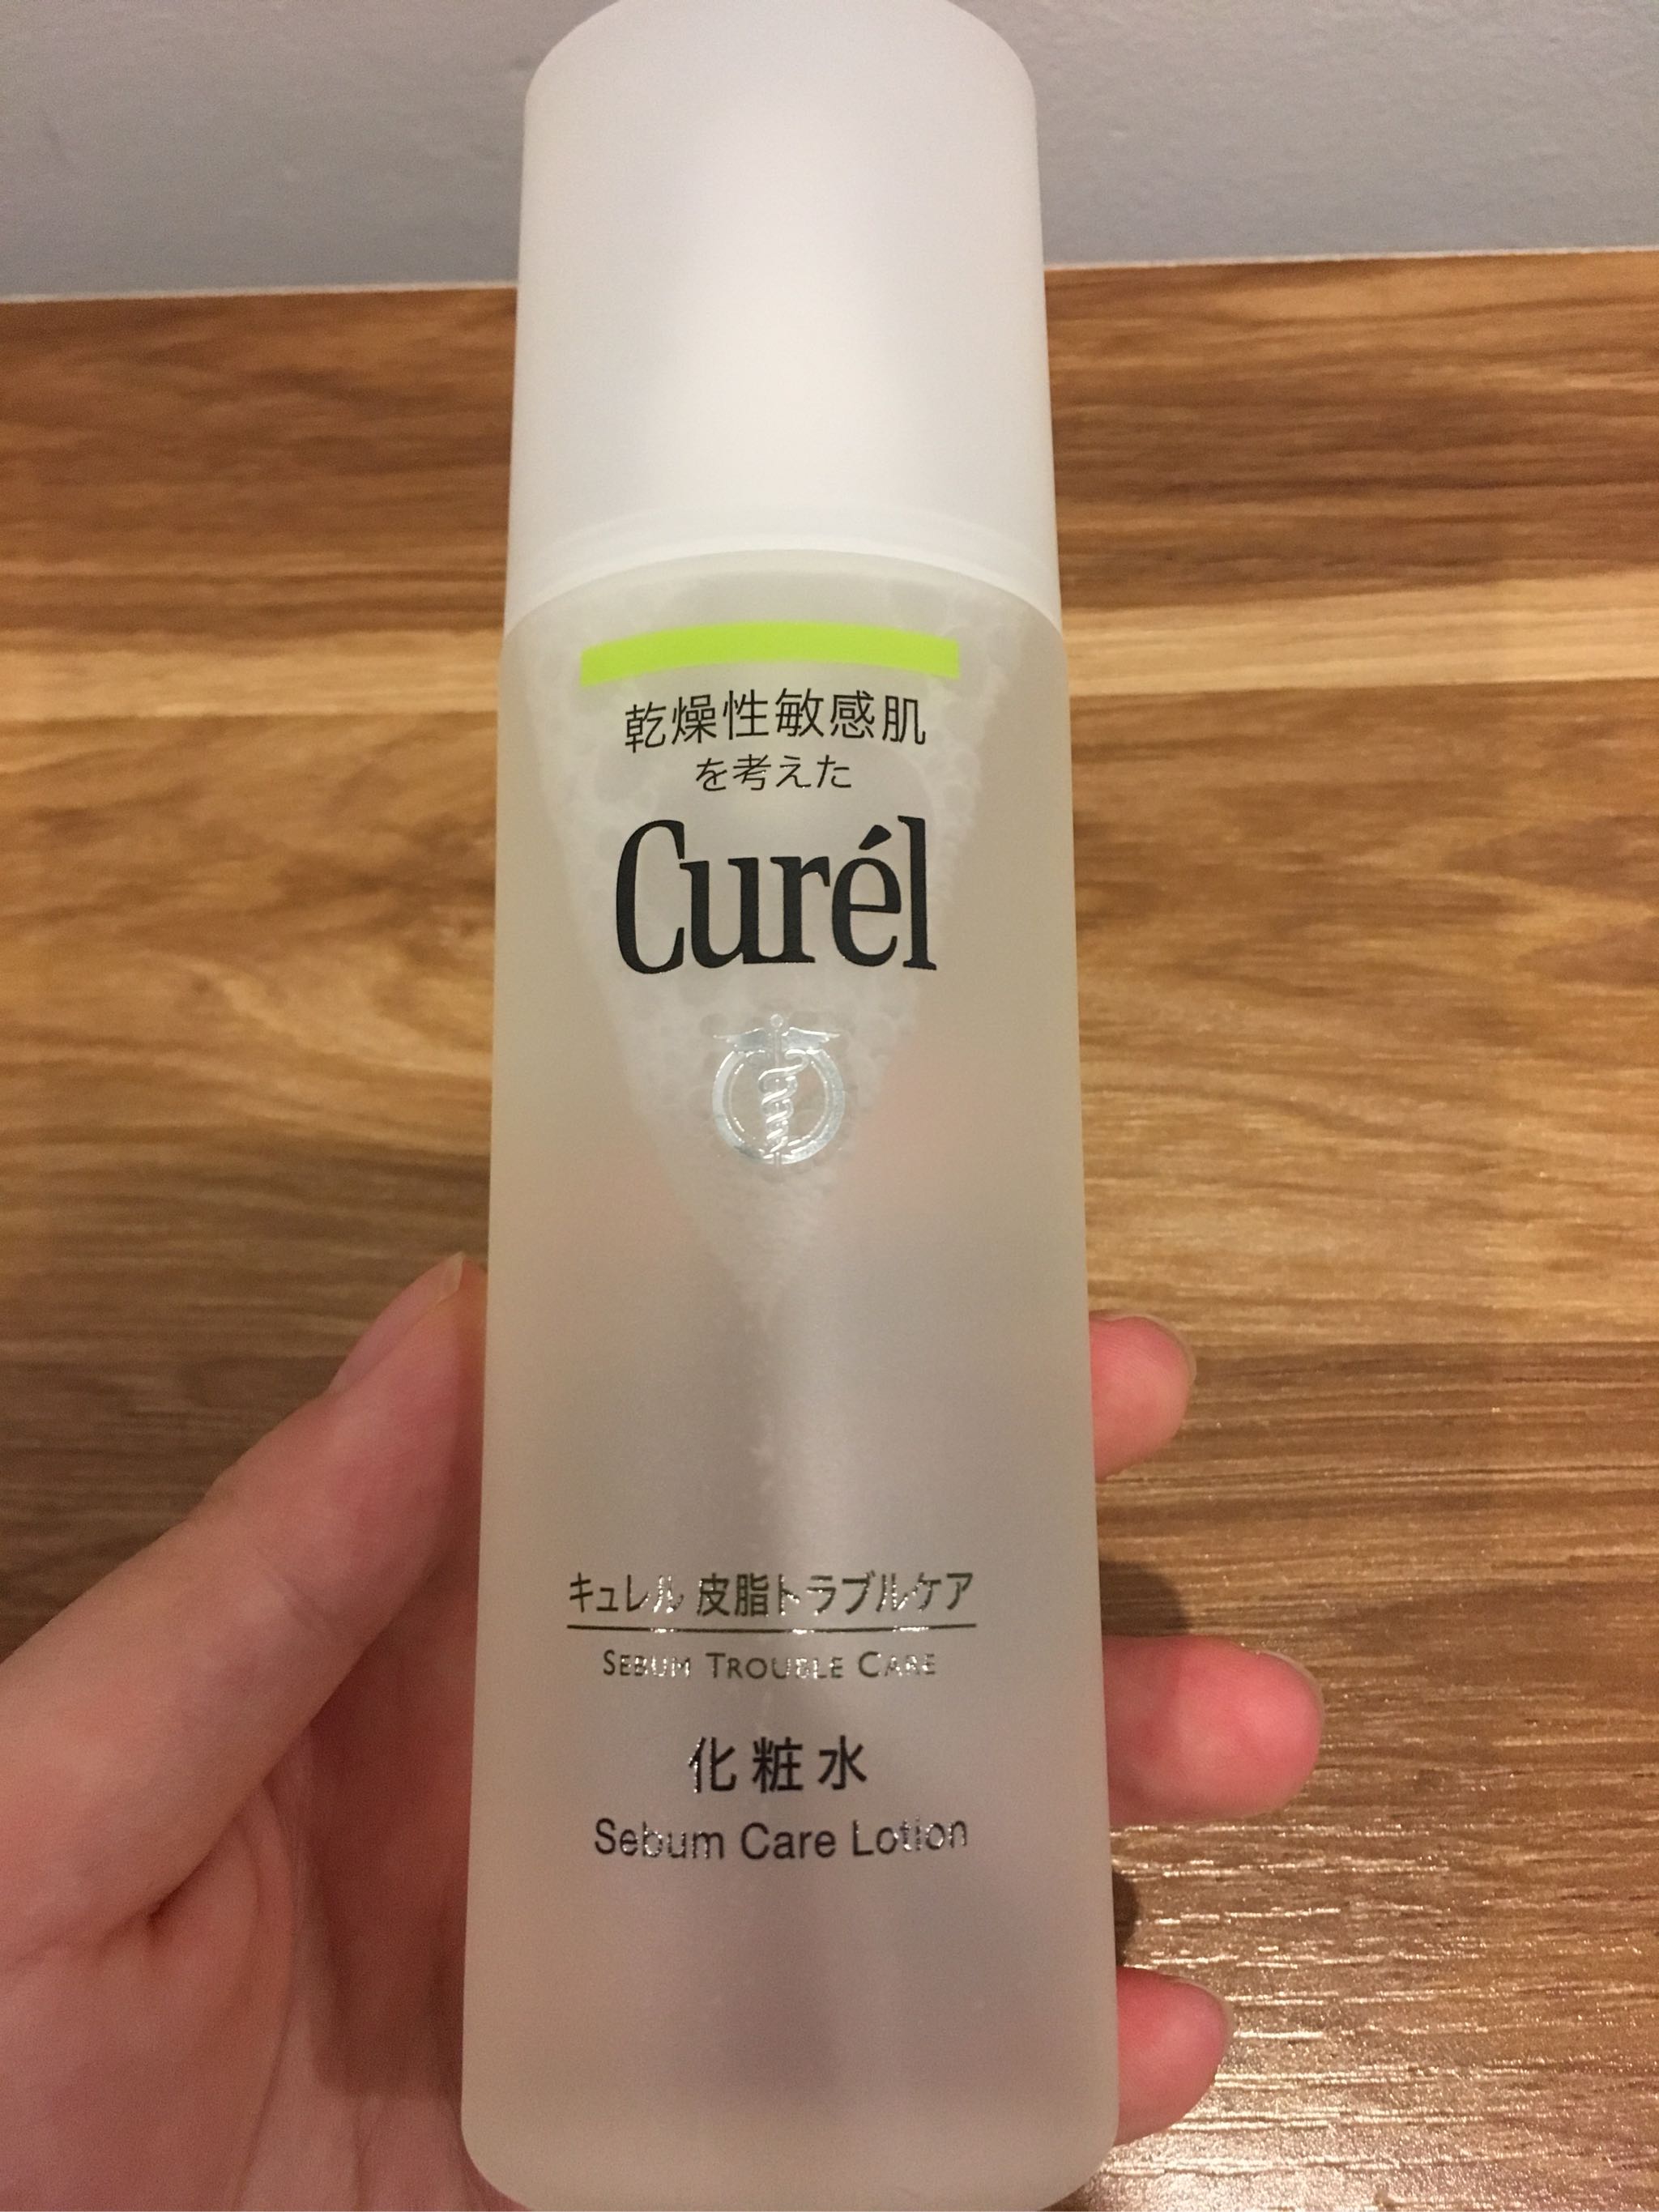 乾燥性敏感肌
を考えた
Curél
キュレル 皮脂トラブルケア
SEBUM TROUBLE CARE
化粧水
Sebum Care Lotion